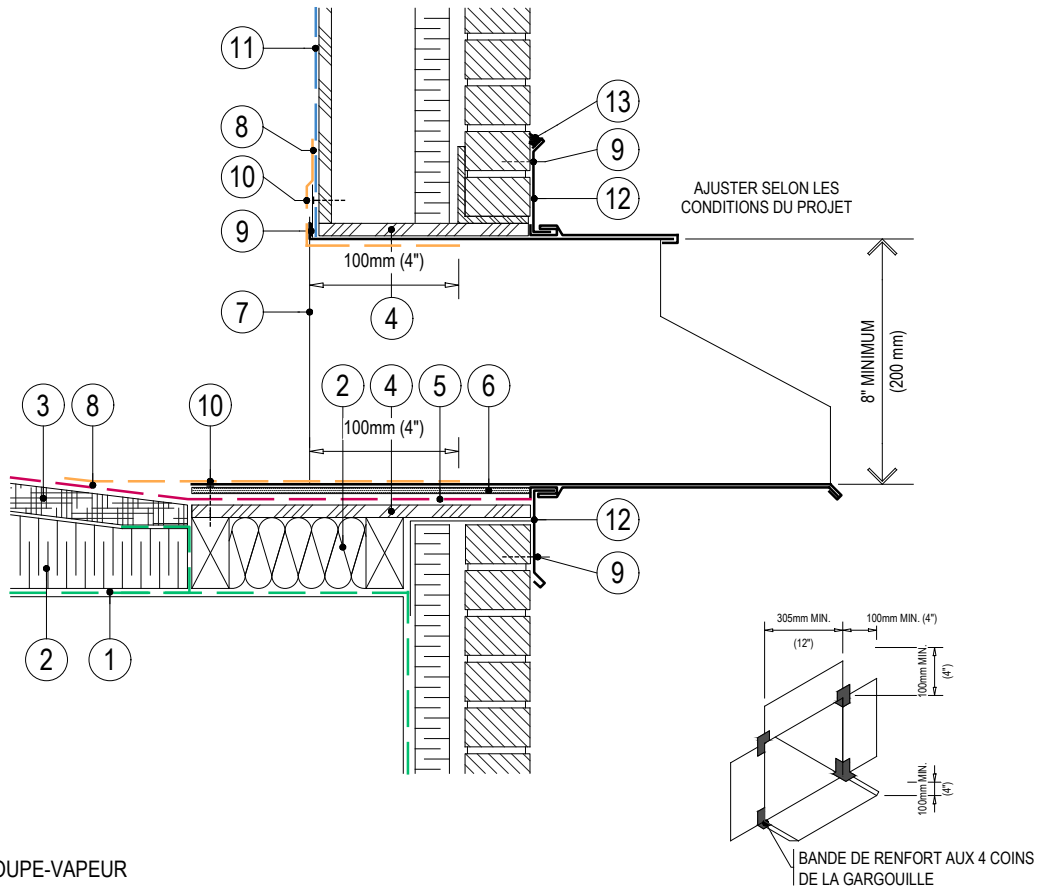 11
13
8
9
10
AJUSTER SELON LES
CONDITIONS DU PROJET
12
9
4
100mm (4")
7
8" MINIMUM
(200 mm)
3
8
10
2
4
5
6
100mm (4")
12
9
2
1
305mm MIN.
(12")
100mm MIN. (4")
100mm MIN.
(4")
100mm MIN.
(4")
BANDE DE RENFORT AUX 4 COINS
DE LA GARGOUILLE
OUPE-VAPEUR